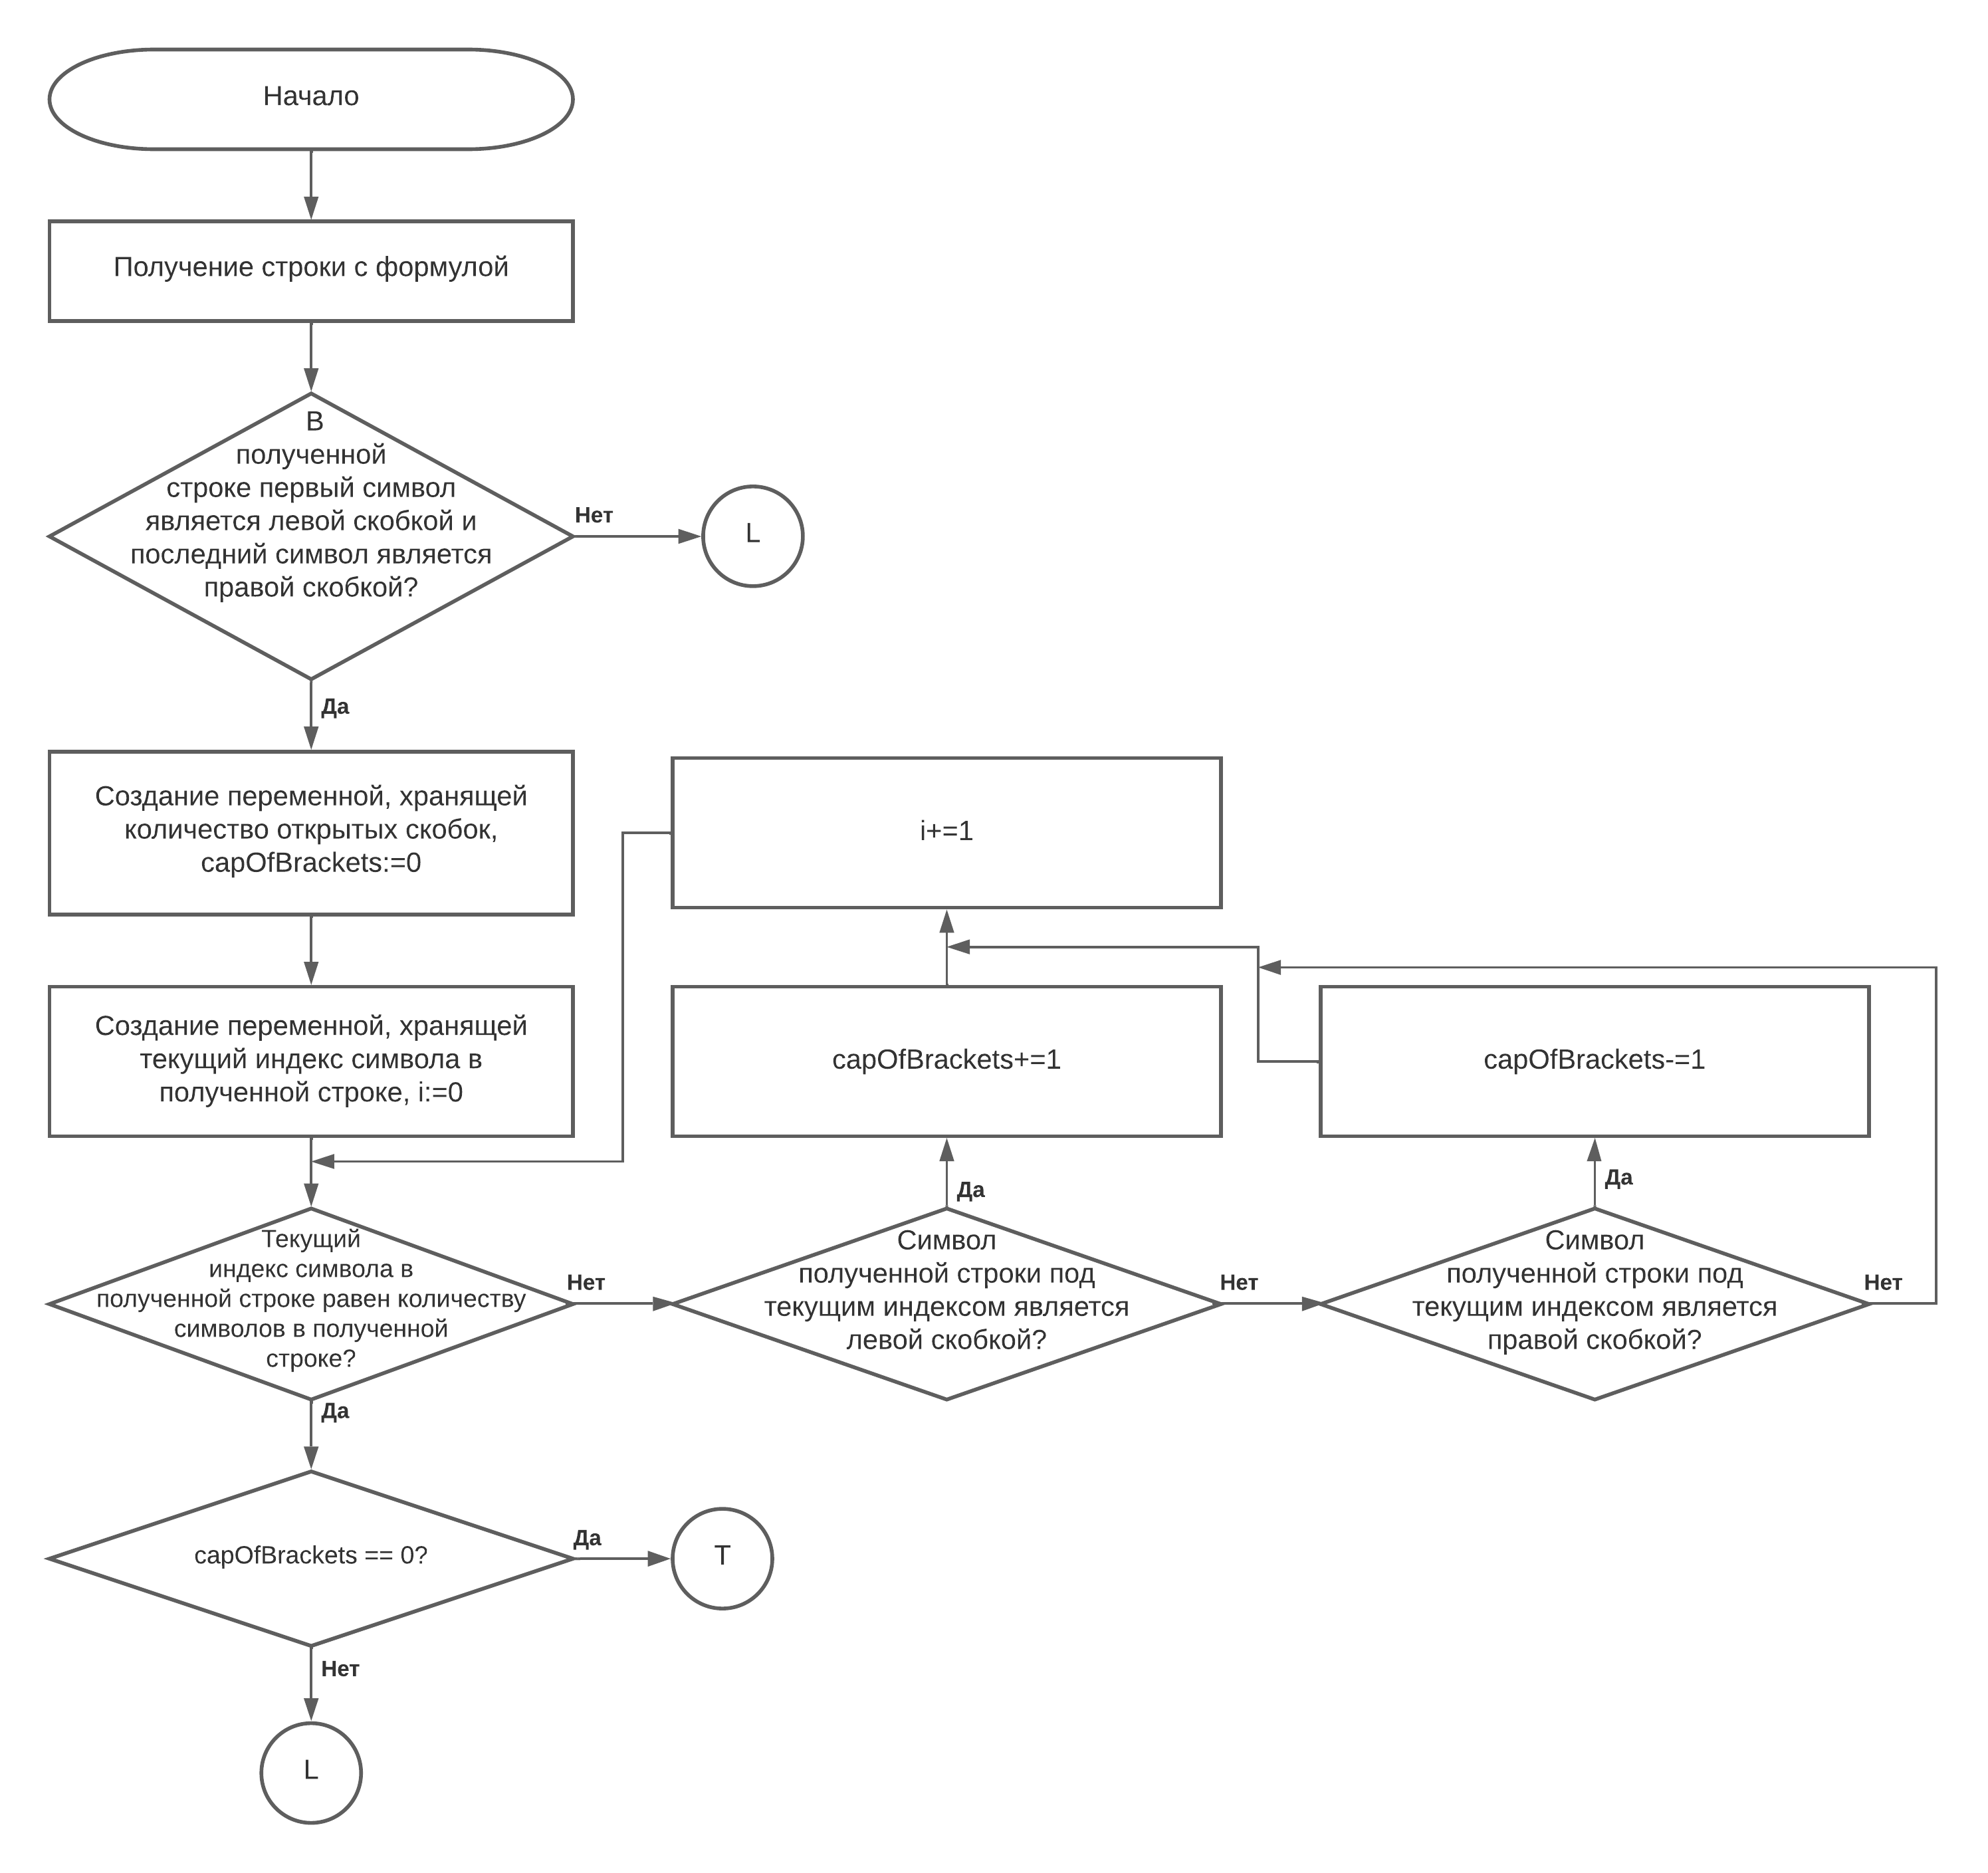 Начало
Получение строки с формулой
В
полученной
строке первый символ
является левой скобкой и
последний символ является
правой скобкой?
Нет
L
Да
Создание переменной, хранящей
количество открытых скобок,
capOfBrackets:=0
i+=1
Создание переменной, хранящей
текущий индекс символа в
полученной строке, i:=0
capOfBrackets+=1
capOfBrackets-=1
Да
Да
Текущий
индекс символа в
полученной строке равен количеству
символов в полученной
строке?
Нет
Символ
полученной строки под
текущим индексом является
левой скобкой?
Нет
Символ
полученной строки под
текущим индексом является
правой скобкой?
Нет
Да
capOfBrackets == 0?
Да
T
Нет
L